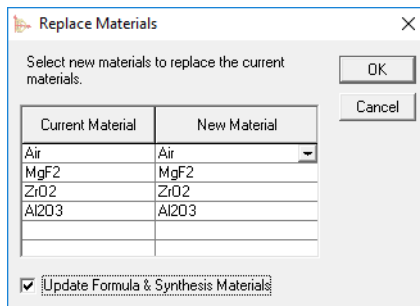 Replace Materials
Select new materials to replace the current
materials.
OK
Cancel
Current Material New Material
Air Air
MgF2 MgF2
ZrO2 ZrO2
Al2O3 Al2O3
Update Formula & Synthesis Materials